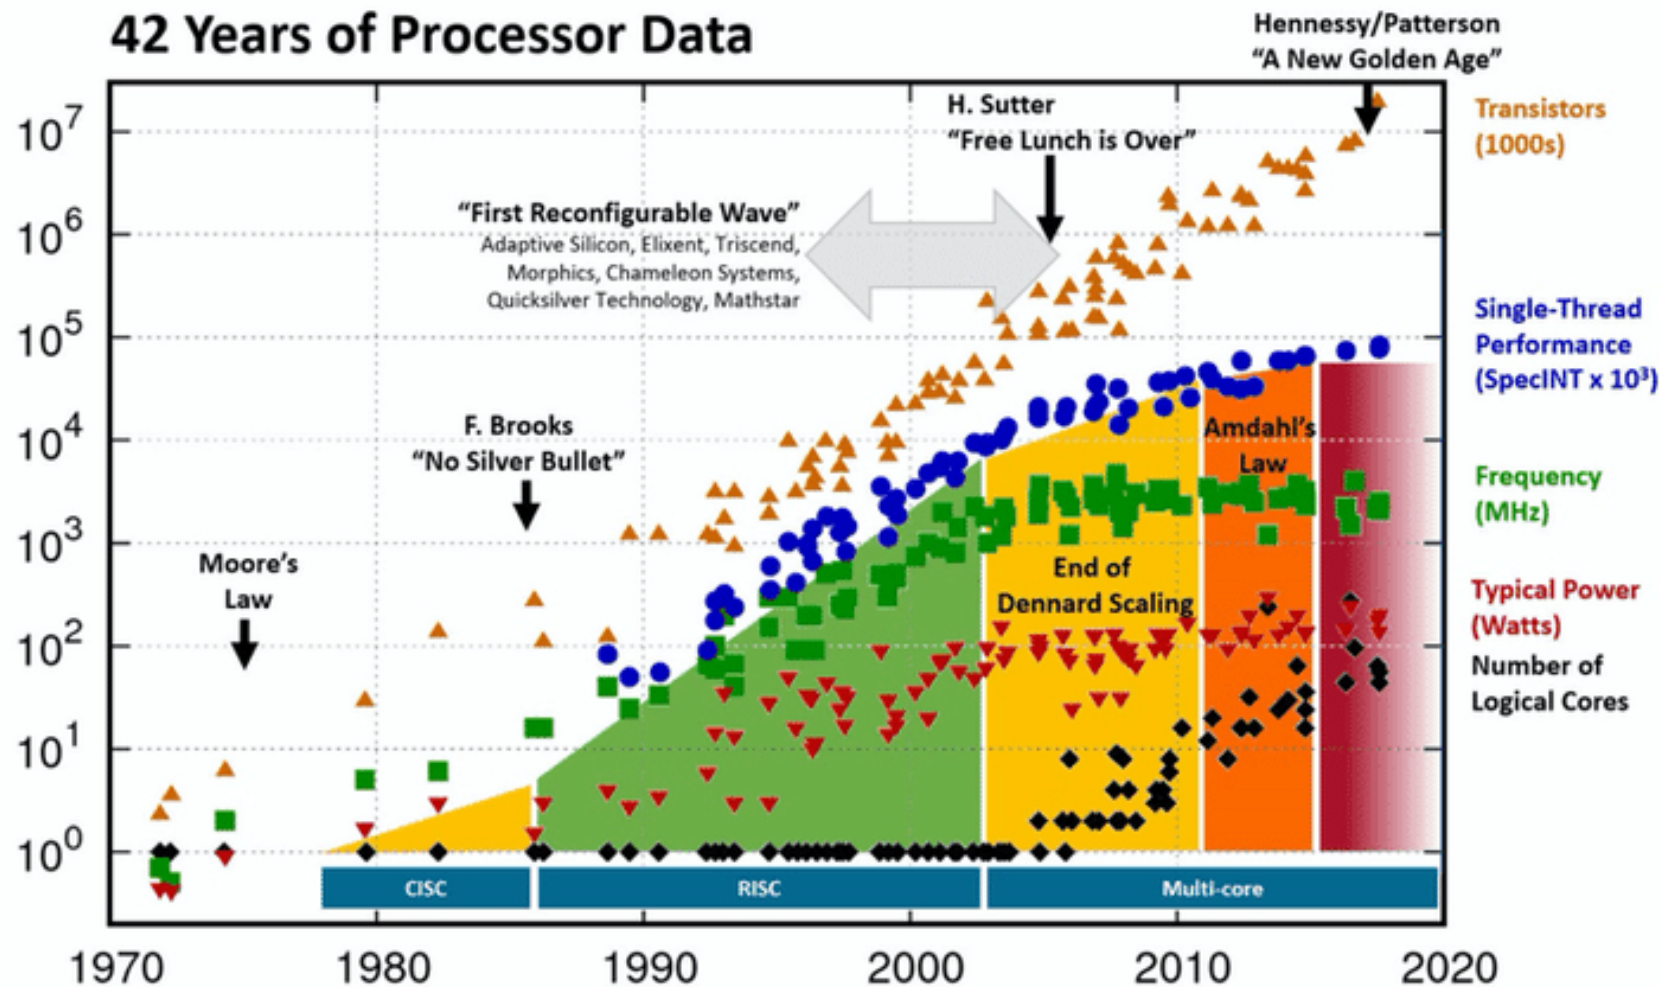 42 Years of Processor Data
Hennessy/Patterson
“A New Golden Age”
H. Sutter
“Free Lunch is Over”
“First Reconfigurable Wave”
Adaptive Silicon, Elixent, Triscend,
Morphics, Chameleon Systems,
Quicksilver Technology, Mathstar
F. Brooks
“No Silver Bullet”
Moore’s
Law
Amdahl’s
Law
End of
Dennard Scaling
10⁷
10⁶
10⁵
10⁴
10³
10²
10¹
10⁰
Transistors
(1000s)
Single-Thread
Performance
(SpecINT x 10³)
Frequency
(MHz)
Typical Power
(Watts)
Number of
Logical Cores
CISC
RISC
Multi-core
1970
1980
1990
2000
2010
2020